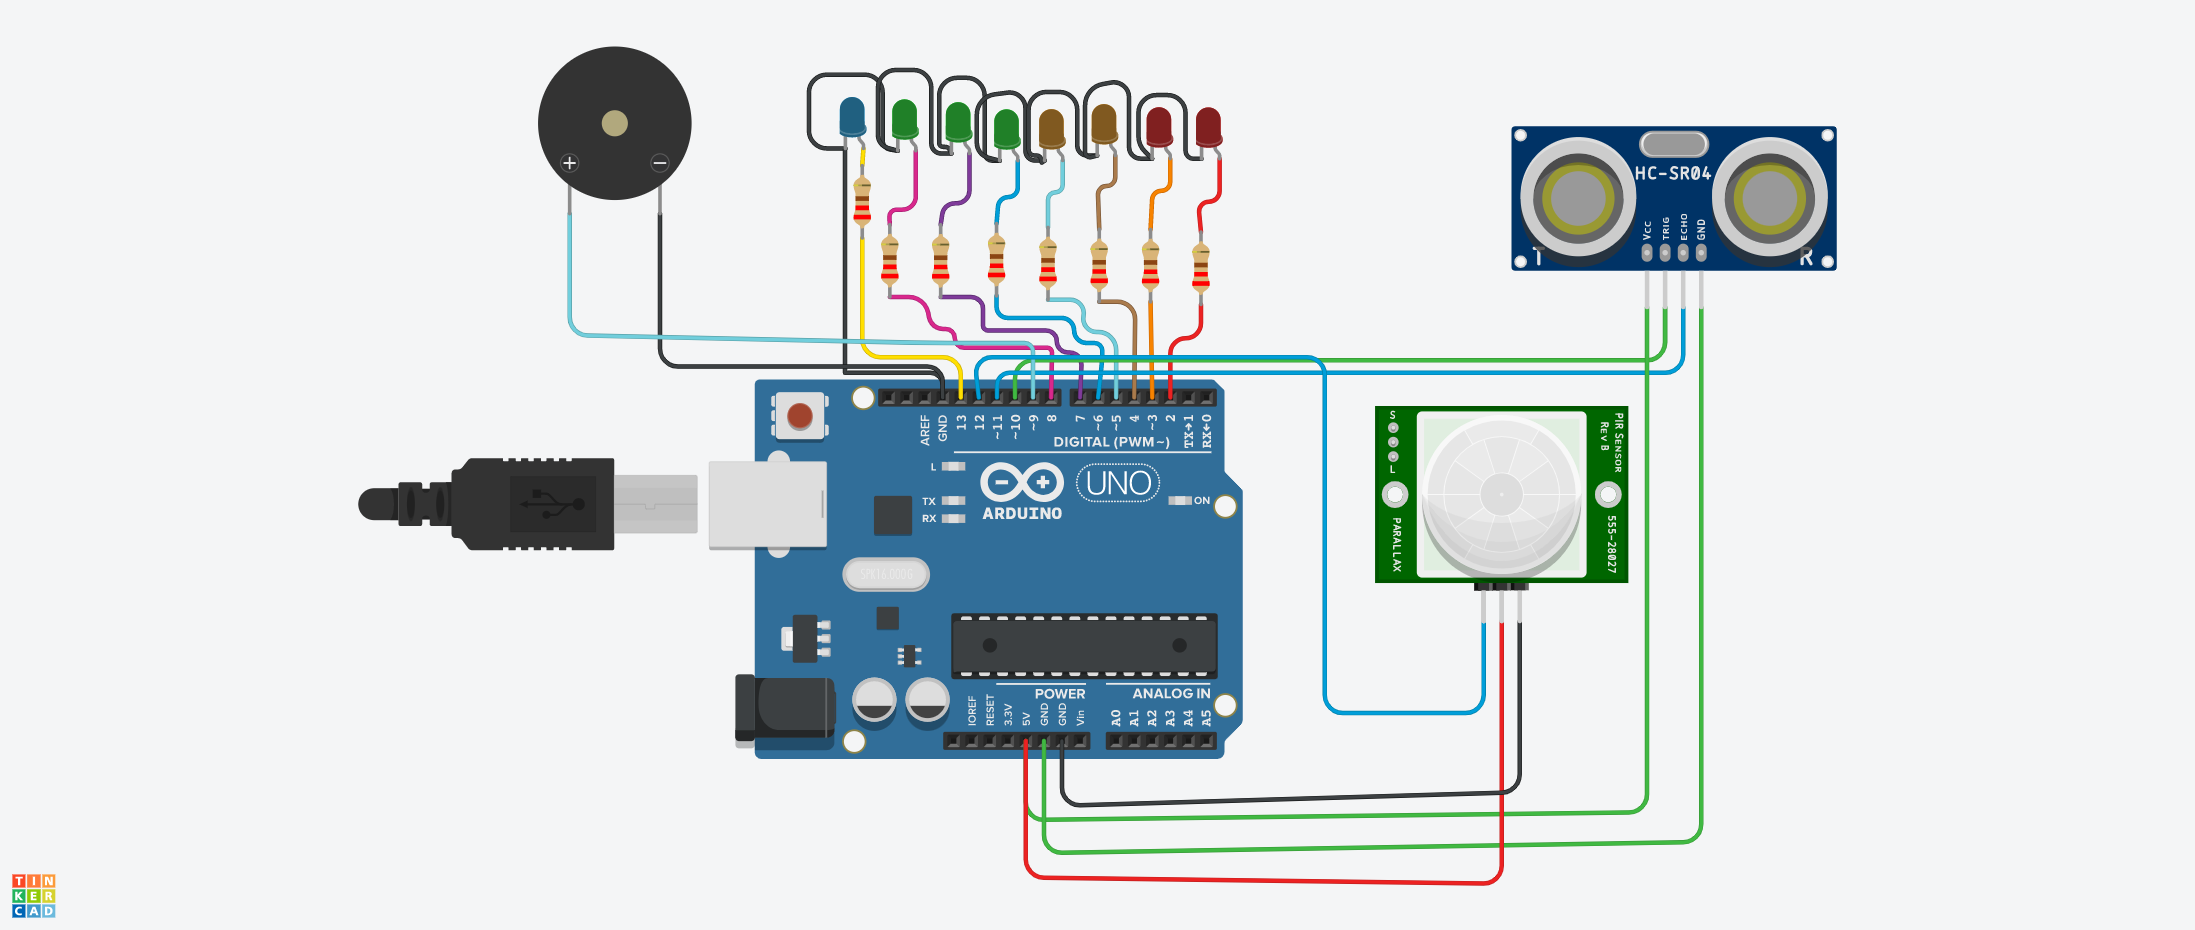 +
−
HC-SR04
VCC
TRIG
ECHO
GND
T
R
AREF
GND
13
12
~11
~10
~9
8
7
~6
~5
4
~3
2
TX→1
RX←0
DIGITAL (PWM~)
L
TX
RX
UNO
ARDUINO
ON
SPK16.000G
S
L
PARALLAX
PIR SENSOR
REV B
555-28027
POWER
ANALOG IN
IOREF
RESET
3.3V
5V
GND
GND
Vin
A0
A1
A2
A3
A4
A5
TIN
KER
CAD